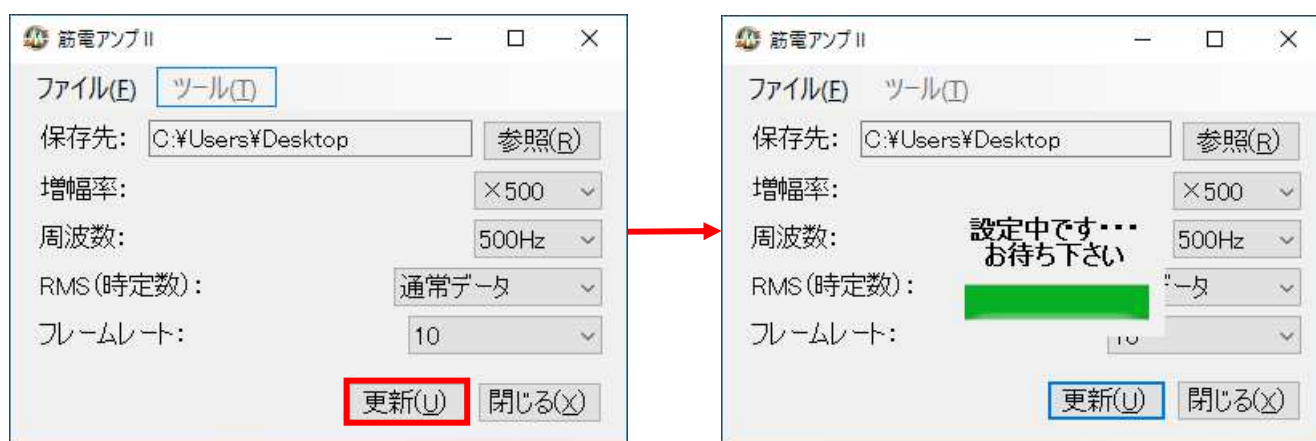 筋電アンプⅡ
ファイル(F) ツール(T)
保存先: C:¥Users¥Desktop 参照(R)
増幅率: ×500
周波数: 500Hz
RMS(時定数): 通常データ
フレームレート: 10
更新(U) 閉じる(X)
筋電アンプⅡ
ファイル(F) ツール(T)
保存先: C:¥Users¥Desktop 参照(R)
増幅率: ×500
設定中です・・・
お待ち下さい
周波数: 500Hz
RMS(時定数): ータ
フレームレート:
更新(U) 閉じる(X)